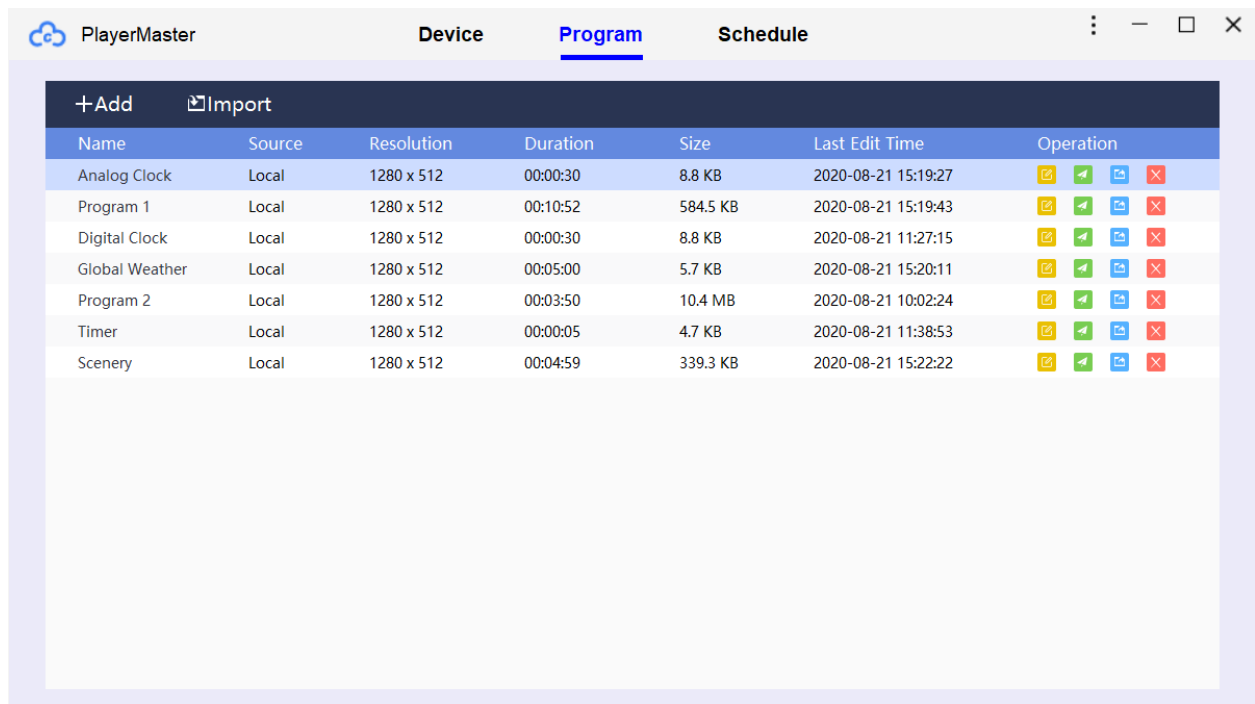 PlayerMaster Device Program Schedule
Add Import
Name Source Resolution Duration Size Last Edit Time Operation
Analog Clock Local 1280 x 512 00:00:30 8.8 KB 2020-08-21 15:19:27
Program 1 Local 1280 x 512 00:10:52 584.5 KB 2020-08-21 15:19:43
Digital Clock Local 1280 x 512 00:00:30 8.8 KB 2020-08-21 11:27:15
Global Weather Local 1280 x 512 00:05:00 5.7 KB 2020-08-21 15:20:11
Program 2 Local 1280 x 512 00:03:50 10.4 MB 2020-08-21 10:02:24
Timer Local 1280 x 512 00:00:05 4.7 KB 2020-08-21 11:38:53
Scenery Local 1280 x 512 00:04:59 339.3 KB 2020-08-21 15:22:22